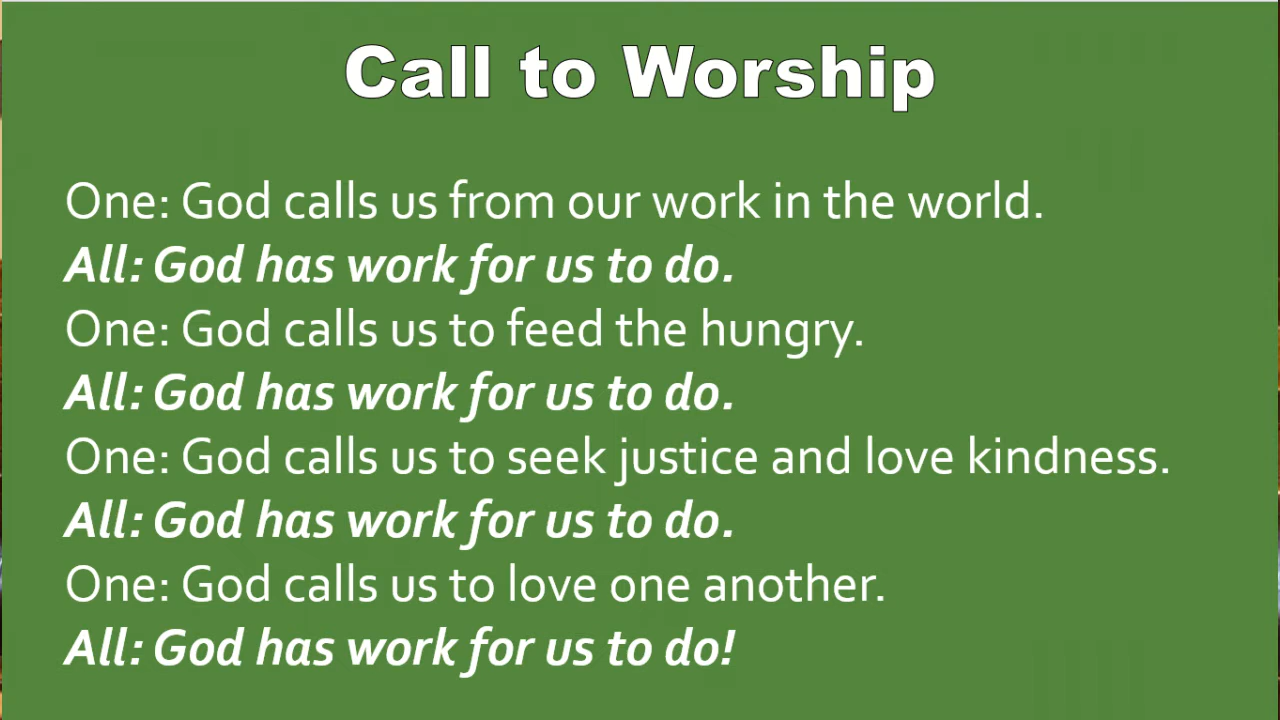 Call to Worship
One: God calls us from our work in the world.
All: God has work for us to do.
One: God calls us to feed the hungry.
All: God has work for us to do.
One: God calls us to seek justice and love kindness.
All: God has work for us to do.
One: God calls us to love one another.
All: God has work for us to do!